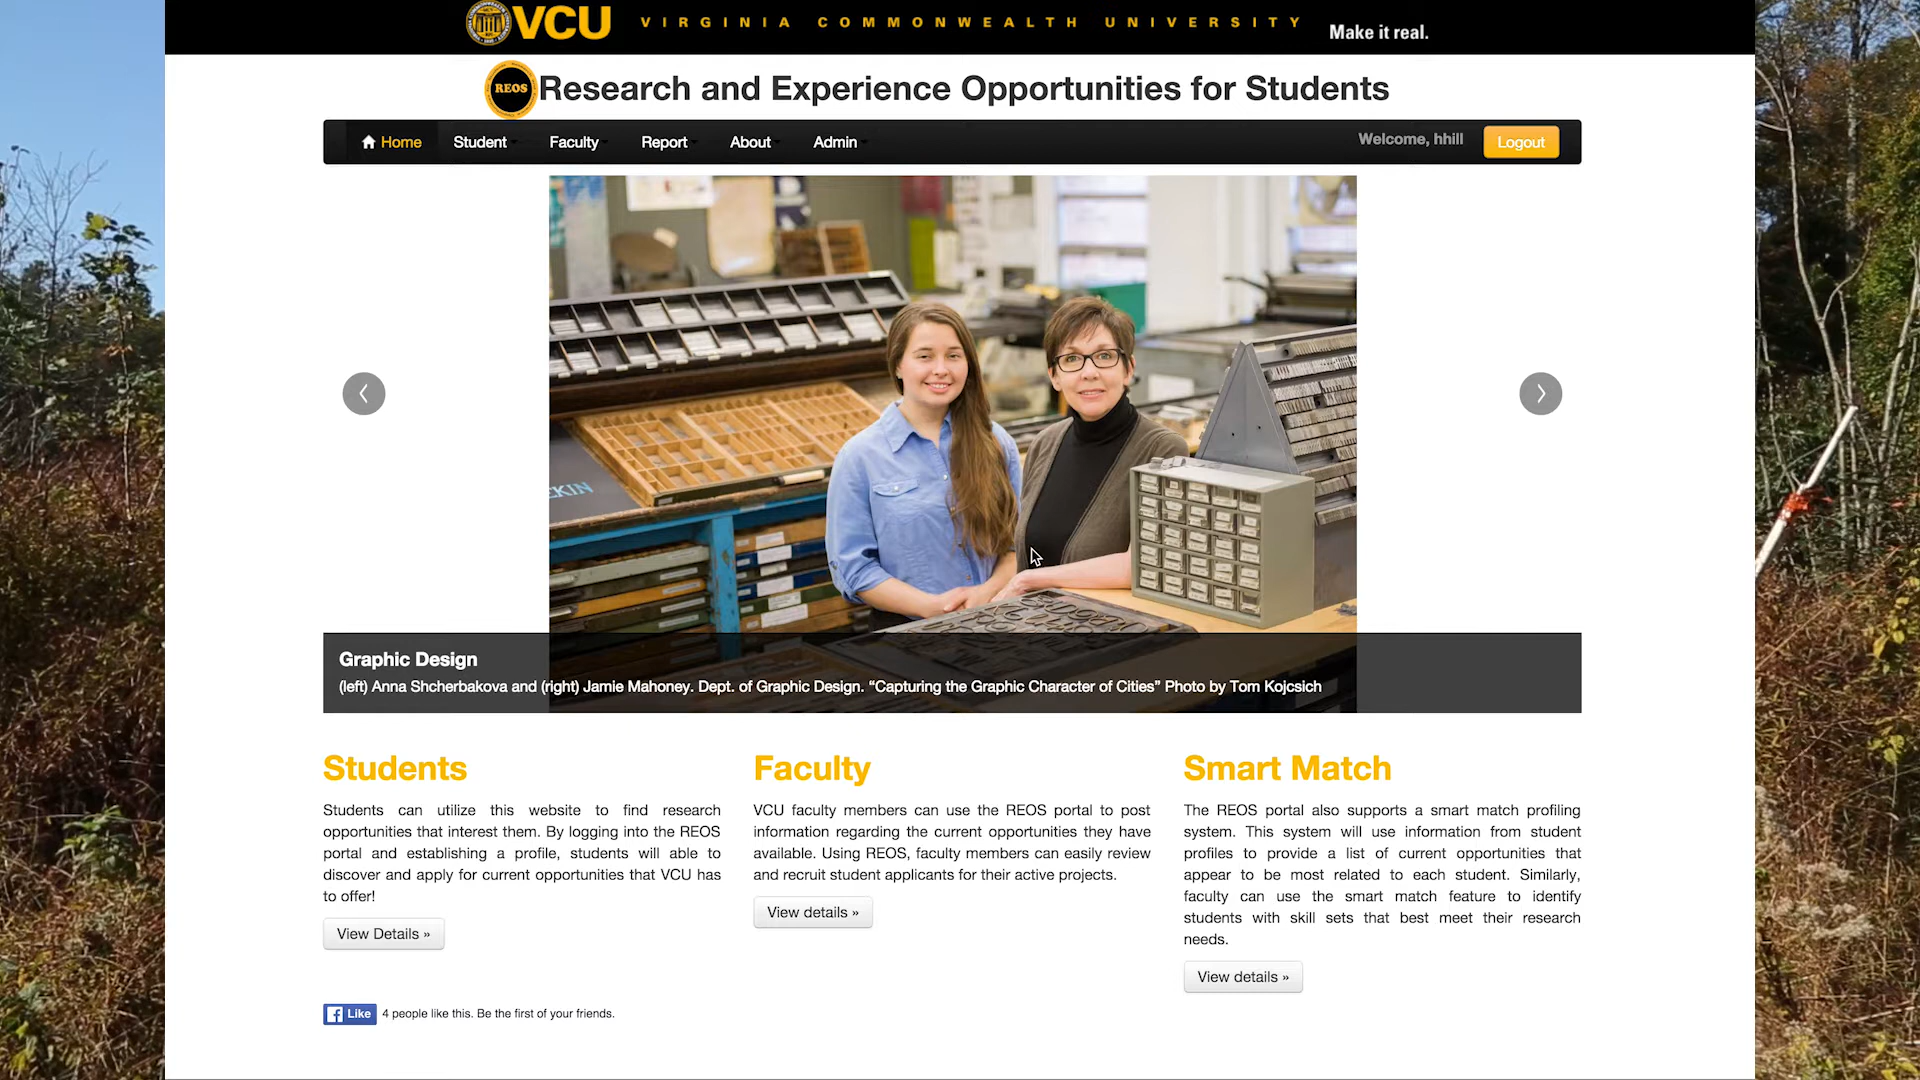 VCU VIRGINIA COMMONWEALTH UNIVERSITY Make it real.
REOS Research and Experience Opportunities for Students
Home Student Faculty Report About Admin Welcome, hhill Logout
EKIN
Graphic Design
(left) Anna Shcherbakova and (right) Jamie Mahoney. Dept. of Graphic Design. “Capturing the Graphic Character of Cities” Photo by Tom Kojcsich
Students
Students can utilize this website to find research
opportunities that interest them. By logging into the REOS
portal and establishing a profile, students will able to
discover and apply for current opportunities that VCU has
to offer!
View Details »
Faculty
VCU faculty members can use the REOS portal to post
information regarding the current opportunities they have
available. Using REOS, faculty members can easily review
and recruit student applicants for their active projects.
View details »
Smart Match
The REOS portal also supports a smart match profiling
system. This system will use information from student
profiles to provide a list of current opportunities that
appear to be most related to each student. Similarly,
faculty can use the smart match feature to identify
students with skill sets that best meet their research
needs.
View details »
Like 4 people like this. Be the first of your friends.